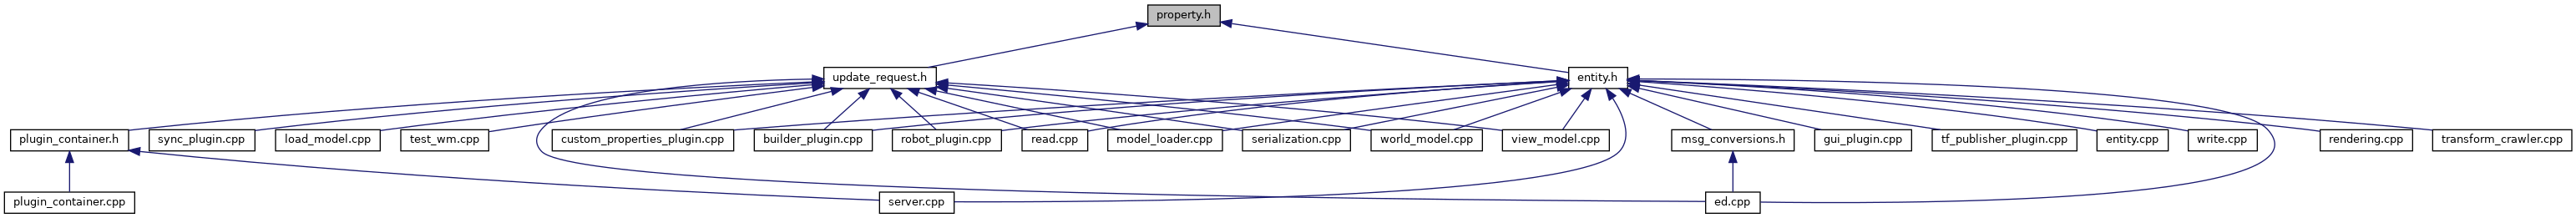 property.h
update_request.h
entity.h
plugin_container.h
sync_plugin.cpp
load_model.cpp
test_wm.cpp
custom_properties_plugin.cpp
builder_plugin.cpp
robot_plugin.cpp
read.cpp
model_loader.cpp
serialization.cpp
world_model.cpp
view_model.cpp
msg_conversions.h
gui_plugin.cpp
tf_publisher_plugin.cpp
entity.cpp
write.cpp
rendering.cpp
transform_crawler.cpp
plugin_container.cpp
server.cpp
ed.cpp